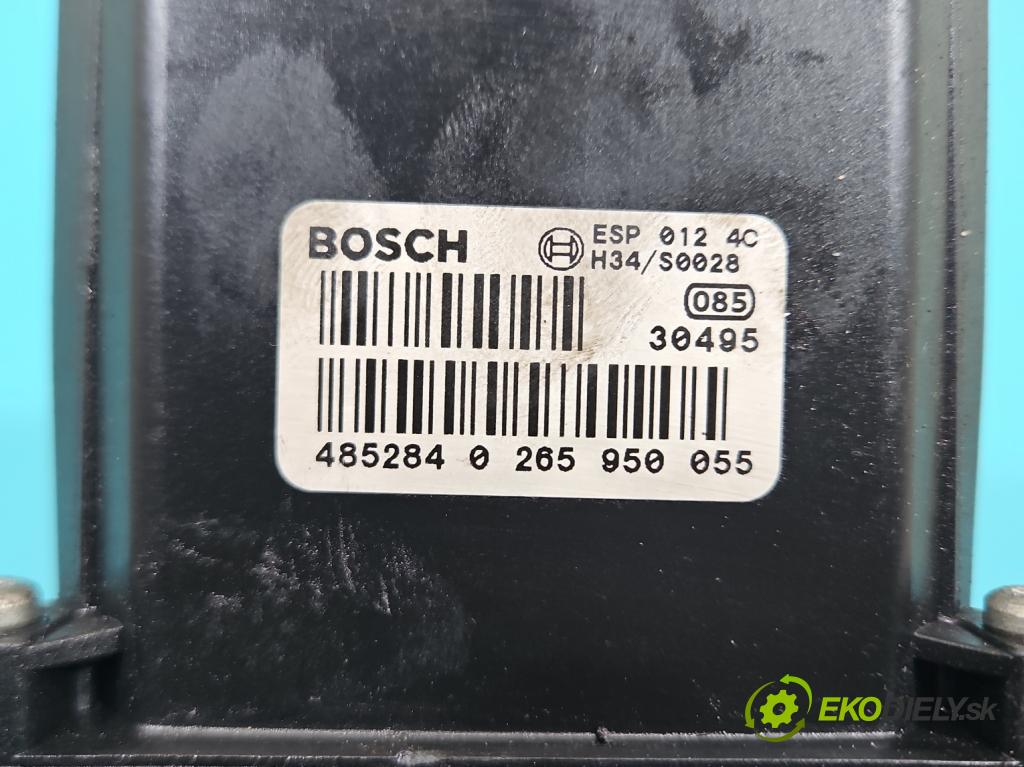 BOSCH ESP 012 4C
H34/S0028
085
30495
485284 0 265 950 055
EKODIELY.sk